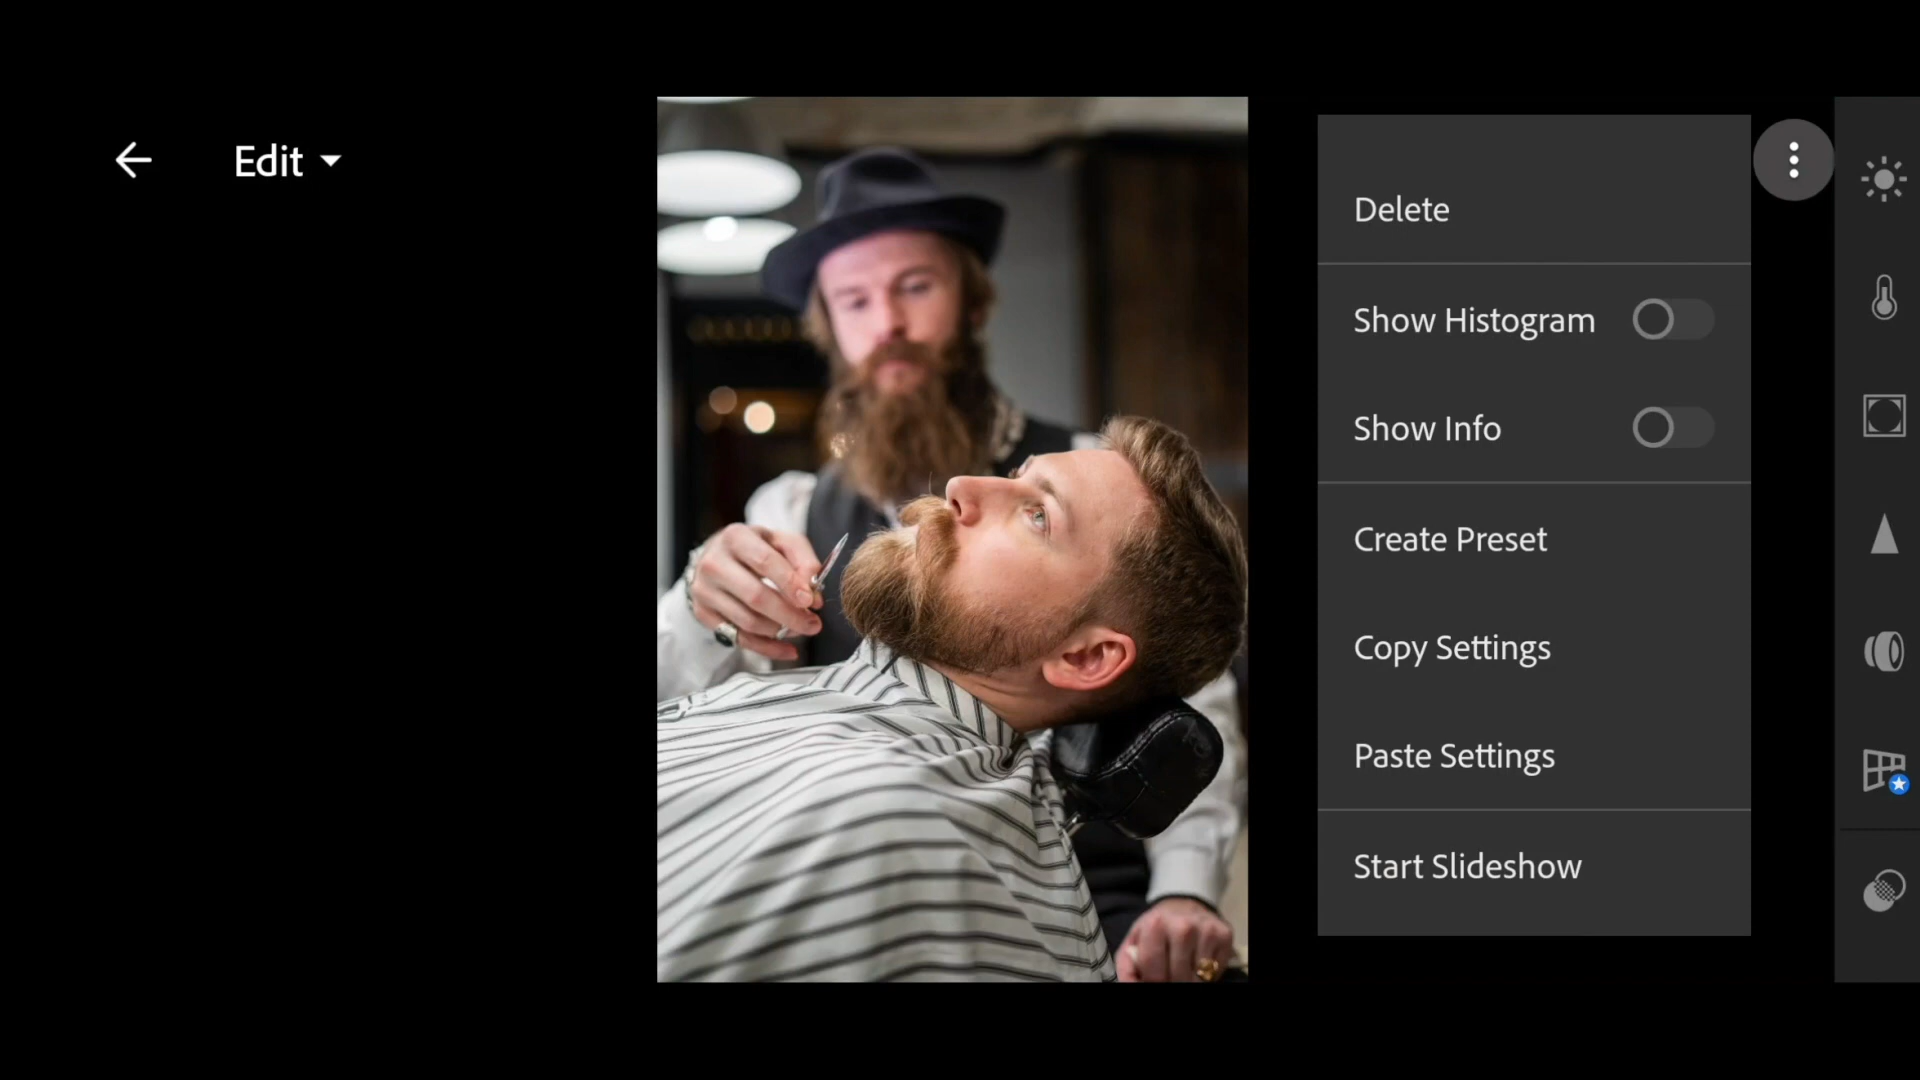 Edit
Delete
Show Histogram
Show Info
Create Preset
Copy Settings
Paste Settings
Start Slideshow